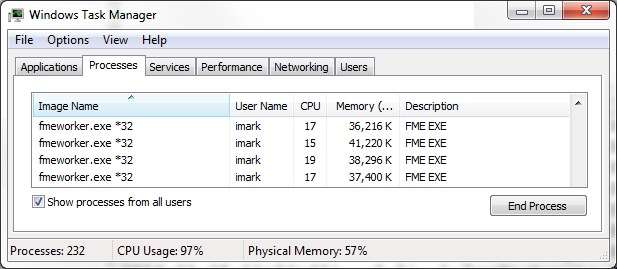 Windows Task Manager
File Options View Help
Applications Processes Services Performance Networking Users
Image Name User Name CPU Memory (... Description
fmeworker.exe *32 imark 17 36,216 K FME EXE
fmeworker.exe *32 imark 15 41,220 K FME EXE
fmeworker.exe *32 imark 19 38,296 K FME EXE
fmeworker.exe *32 imark 17 37,400 K FME EXE
Show processes from all users End Process
Processes: 232 CPU Usage: 97% Physical Memory: 57%